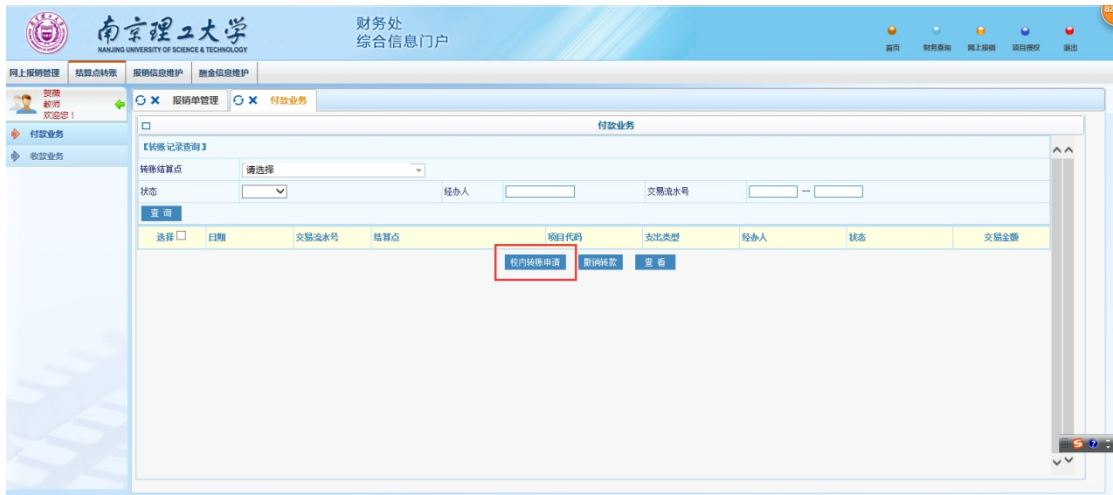 南京理工大学
NANJING UNIVERSITY OF SCIENCE & TECHNOLOGY
财务处
综合信息门户
首页 财务查询 网上报销 项目授权 退出
网上报销管理 结算点转账 报销信息维护 酬金信息维护
贺薇
教师
欢迎您！
报销单管理 付款业务
付款业务
收款业务
付款业务
【转账记录查询】
转账结算点 请选择
状态 经办人 交易流水号 --
查 询
选择 日期 交易流水号 结算点 项目代码 支出类型 经办人 状态 交易金额
校内转账申请 撤消转款 查 看